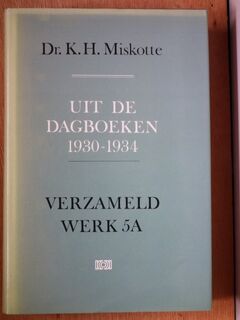 Dr. K. H. Miskotte
UIT DE
DAGBOEKEN
1930-1934
VERZAMELD
WERK 5A